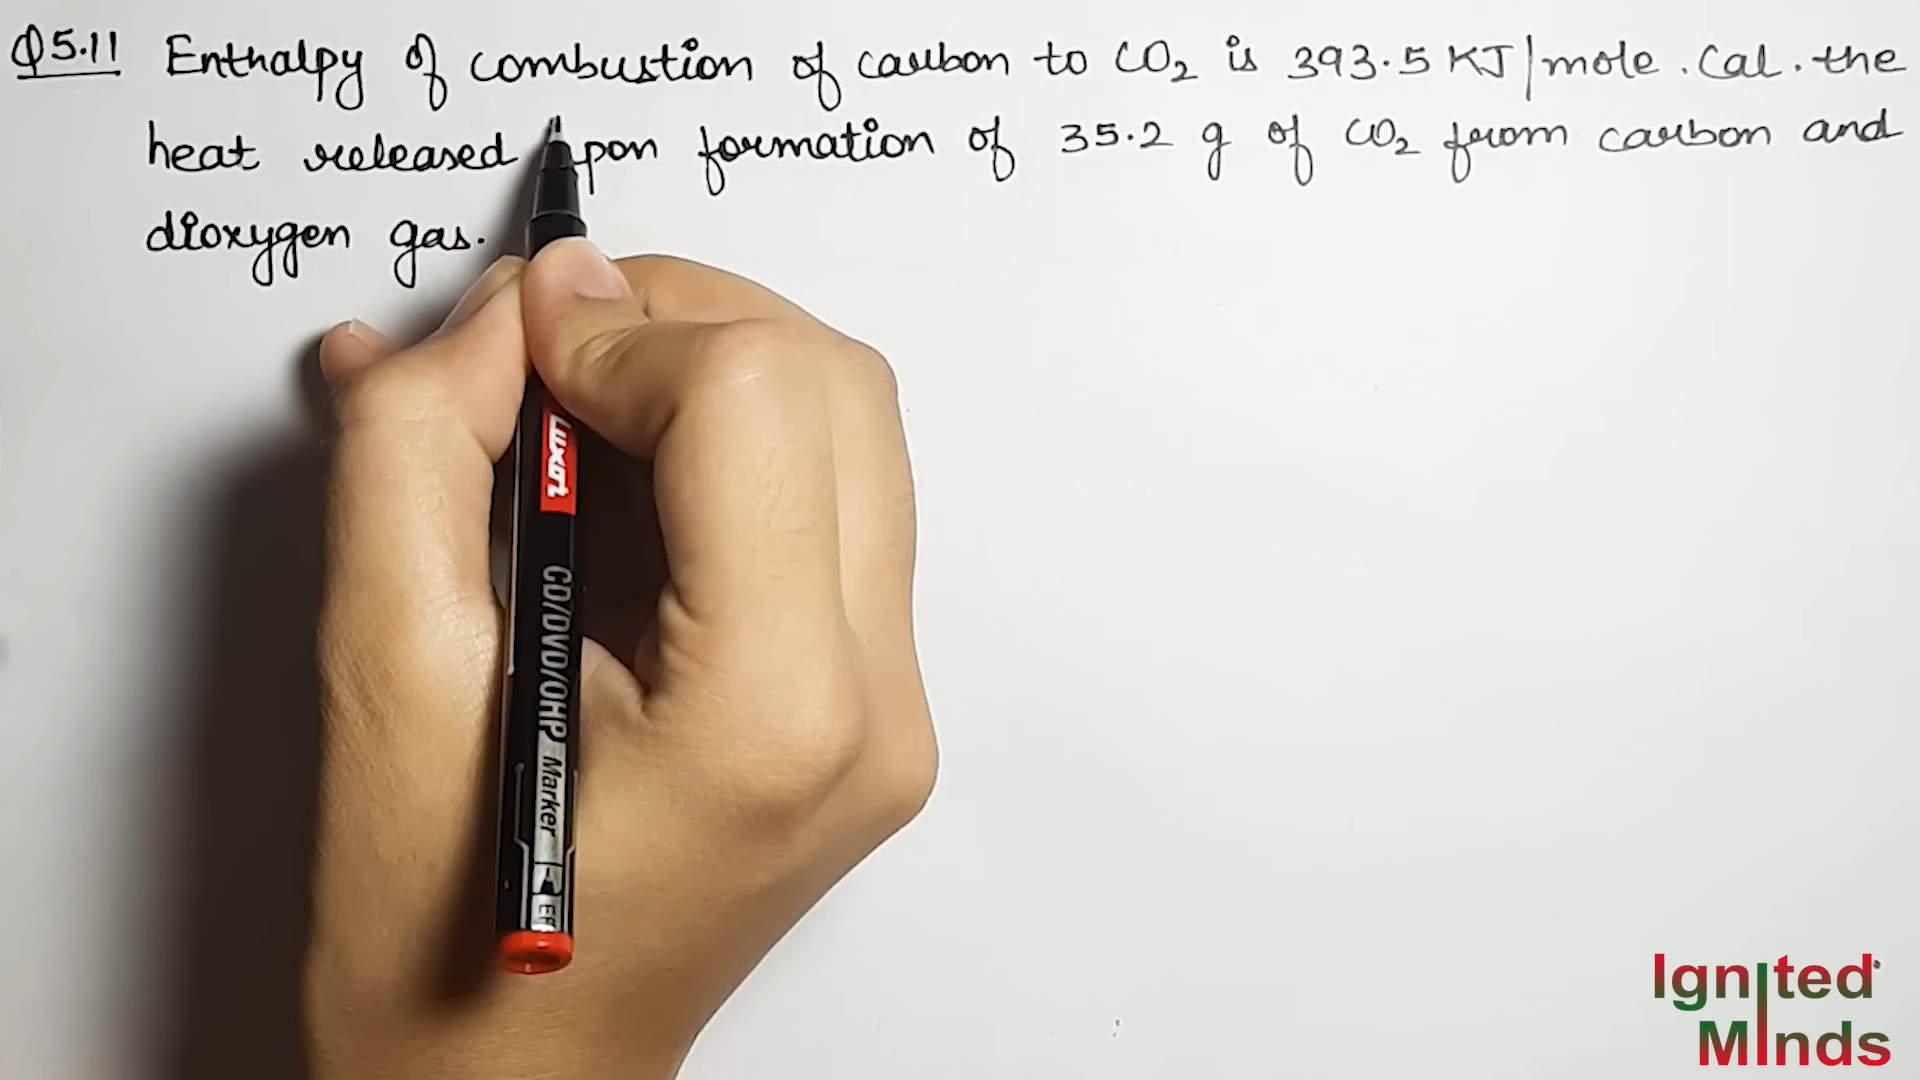 Q5.11 Enthalpy of combustion of carbon to CO₂ is 393.5 KJ/mole. Cal. the
heat released upon formation of 35.2 g of CO₂ from carbon and
dioxygen gas.
Luxor
CD/DVD/OHP Marker
EF
Ignited
Minds